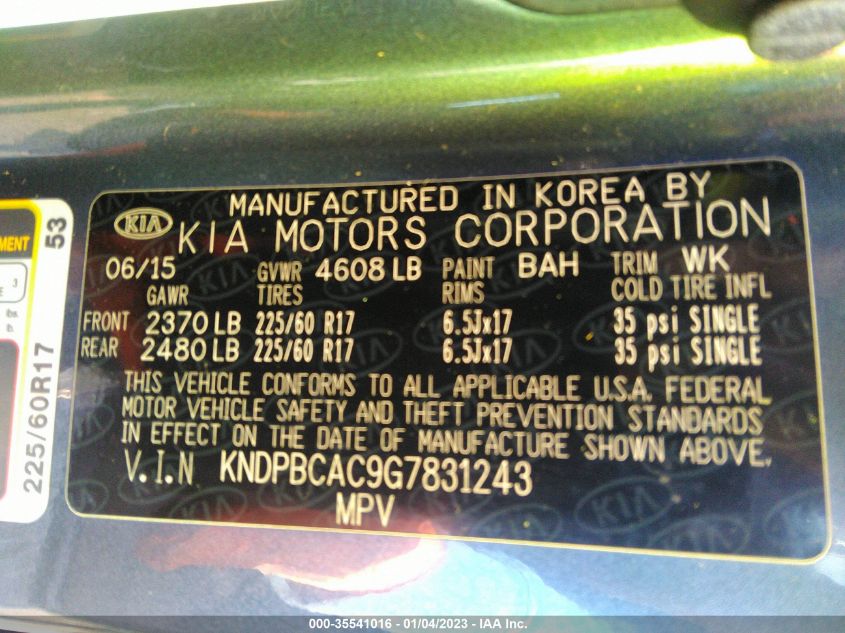 MANUFACTURED IN KOREA BY
KIA KIA MOTORS CORPORATION
06/15 GVWR 4608 LB PAINT BAH TRIM WK
GAWR TIRES RIMS COLD TIRE INFL
FRONT 2370 LB 225/60 R17 6.5Jx17 35 psi SINGLE
REAR 2480 LB 225/60 R17 6.5Jx17 35 psi SINGLE
THIS VEHICLE CONFORMS TO ALL APPLICABLE U.S.A. FEDERAL
MOTOR VEHICLE SAFETY AND THEFT PREVENTION STANDARDS
IN EFFECT ON THE DATE OF MANUFACTURE SHOWN ABOVE.
V.I.N KNDPBCAC9G7831243
MPV
53
3
225/60R17
000-35541016 - 01/04/2023 - IAA Inc.